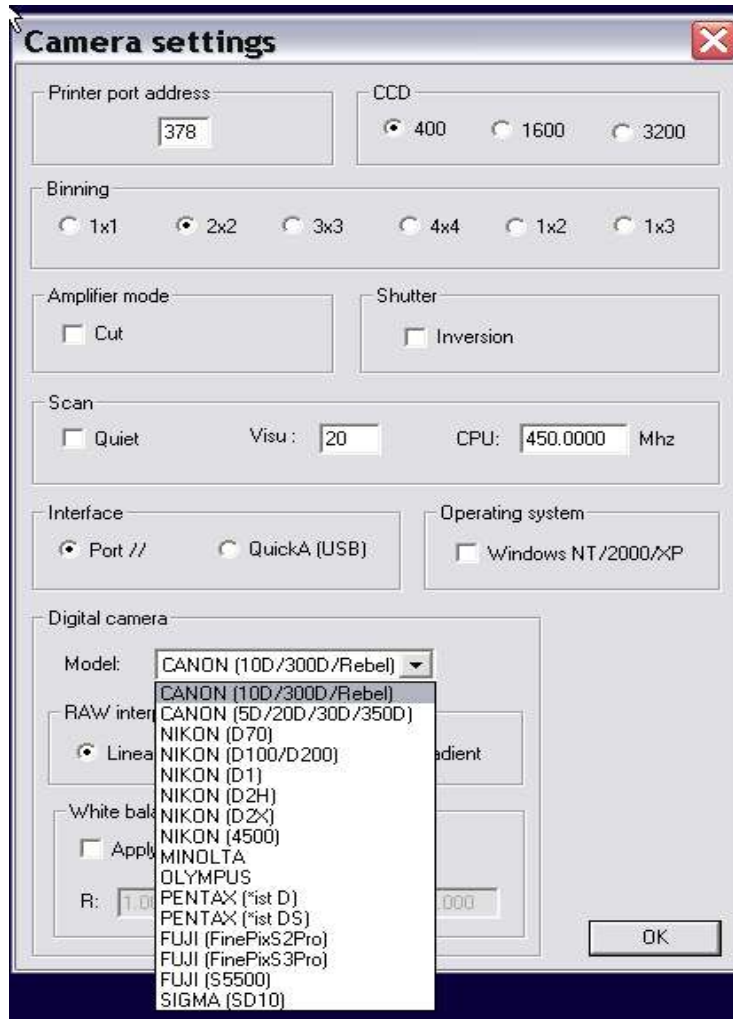 Camera settings
Printer port address
CCD
378
400 1600 3200
Binning
1x1 2x2 3x3 4x4 1x2 1x3
Amplifier mode
Shutter
Cut
Inversion
Scan
Quiet Visu : 20 CPU: 450.0000 Mhz
Interface
Operating system
Port // QuickA (USB)
Windows NT/2000/XP
Digital camera
Model: CANON (10D/300D/Rebel)
CANON (10D/300D/Rebel)
RAW
CANON (5D/20D/30D/350D)
NIKON (D70)
NIKON (D100/D200)
NIKON (D1)
NIKON (D2H)
White
NIKON (D2X)
NIKON (4500)
Apply
MINOLTA
OLYMPUS
R:
PENTAX (*ist D)
PENTAX (*ist DS)
FUJI (FinePixS2Pro)
OK
FUJI (FinePixS3Pro)
FUJI (S5500)
SIGMA (SD10)